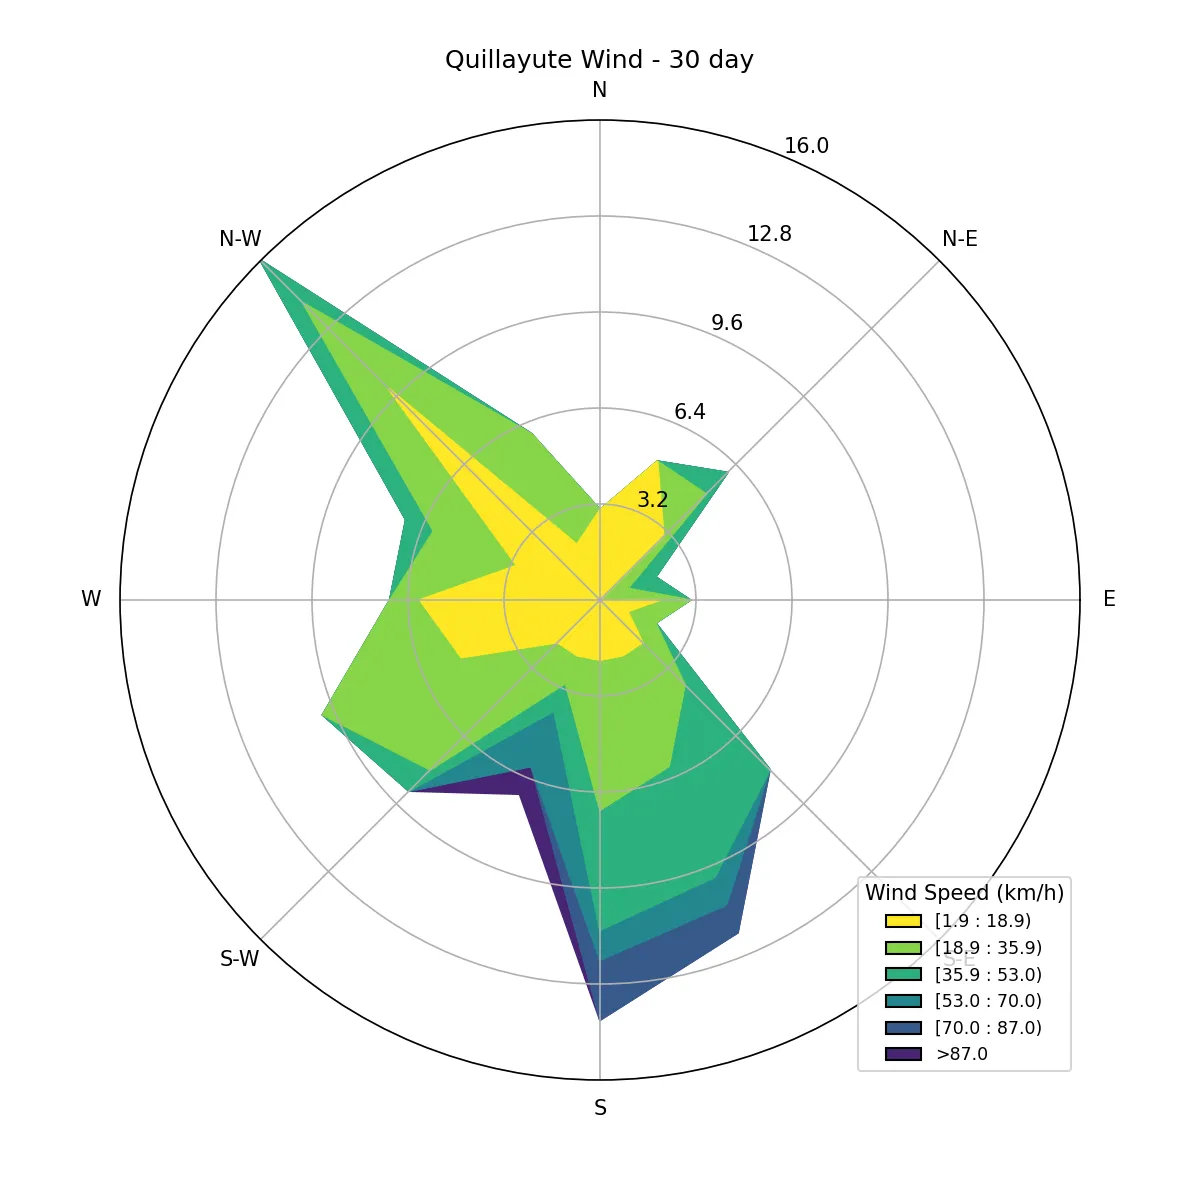 Quillayute Wind - 30 day
N
16.0
12.8
N-W
N-E
9.6
6.4
3.2
W
E
Wind Speed (km/h)
[1.9 : 18.9)
[18.9 : 35.9)
S-W
S-E
[35.9 : 53.0)
[53.0 : 70.0)
[70.0 : 87.0)
>87.0
S